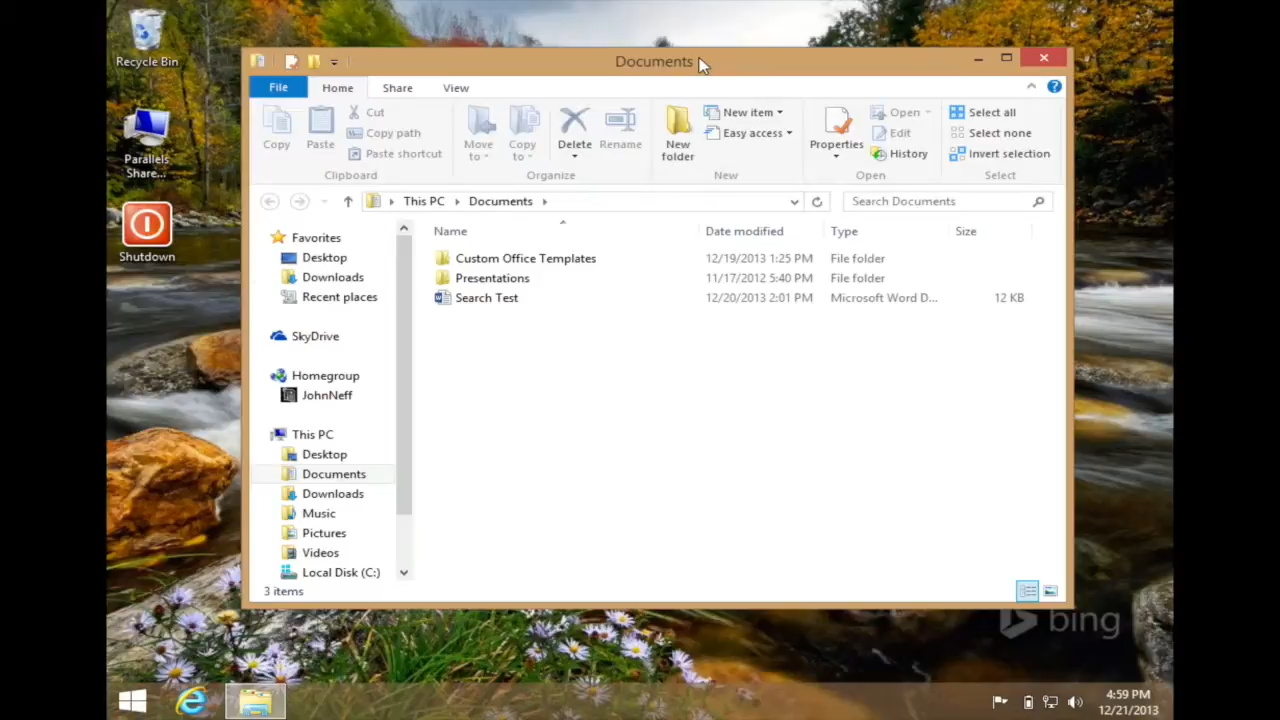 Recycle Bin
Parallels
Share...
Shutdown
Documents
File
Home
Share
View
Copy
Paste
Cut
Copy path
Paste shortcut
Clipboard
Move
to
Copy
to
Delete
Rename
Organize
New
folder
New item
Easy access
New
Properties
Open
Edit
History
Open
Select all
Select none
Invert selection
Select
This PC
Documents
Search Documents
Name
Date modified
Type
Size
Custom Office Templates 12/19/2013 1:25 PM File folder
Presentations 11/17/2012 5:40 PM File folder
Search Test 12/20/2013 2:01 PM Microsoft Word D... 12 KB
Favorites
Desktop
Downloads
Recent places
SkyDrive
Homegroup
JohnNeff
This PC
Desktop
Documents
Downloads
Music
Pictures
Videos
Local Disk (C:)
3 items
bing
4:59 PM
12/21/2013